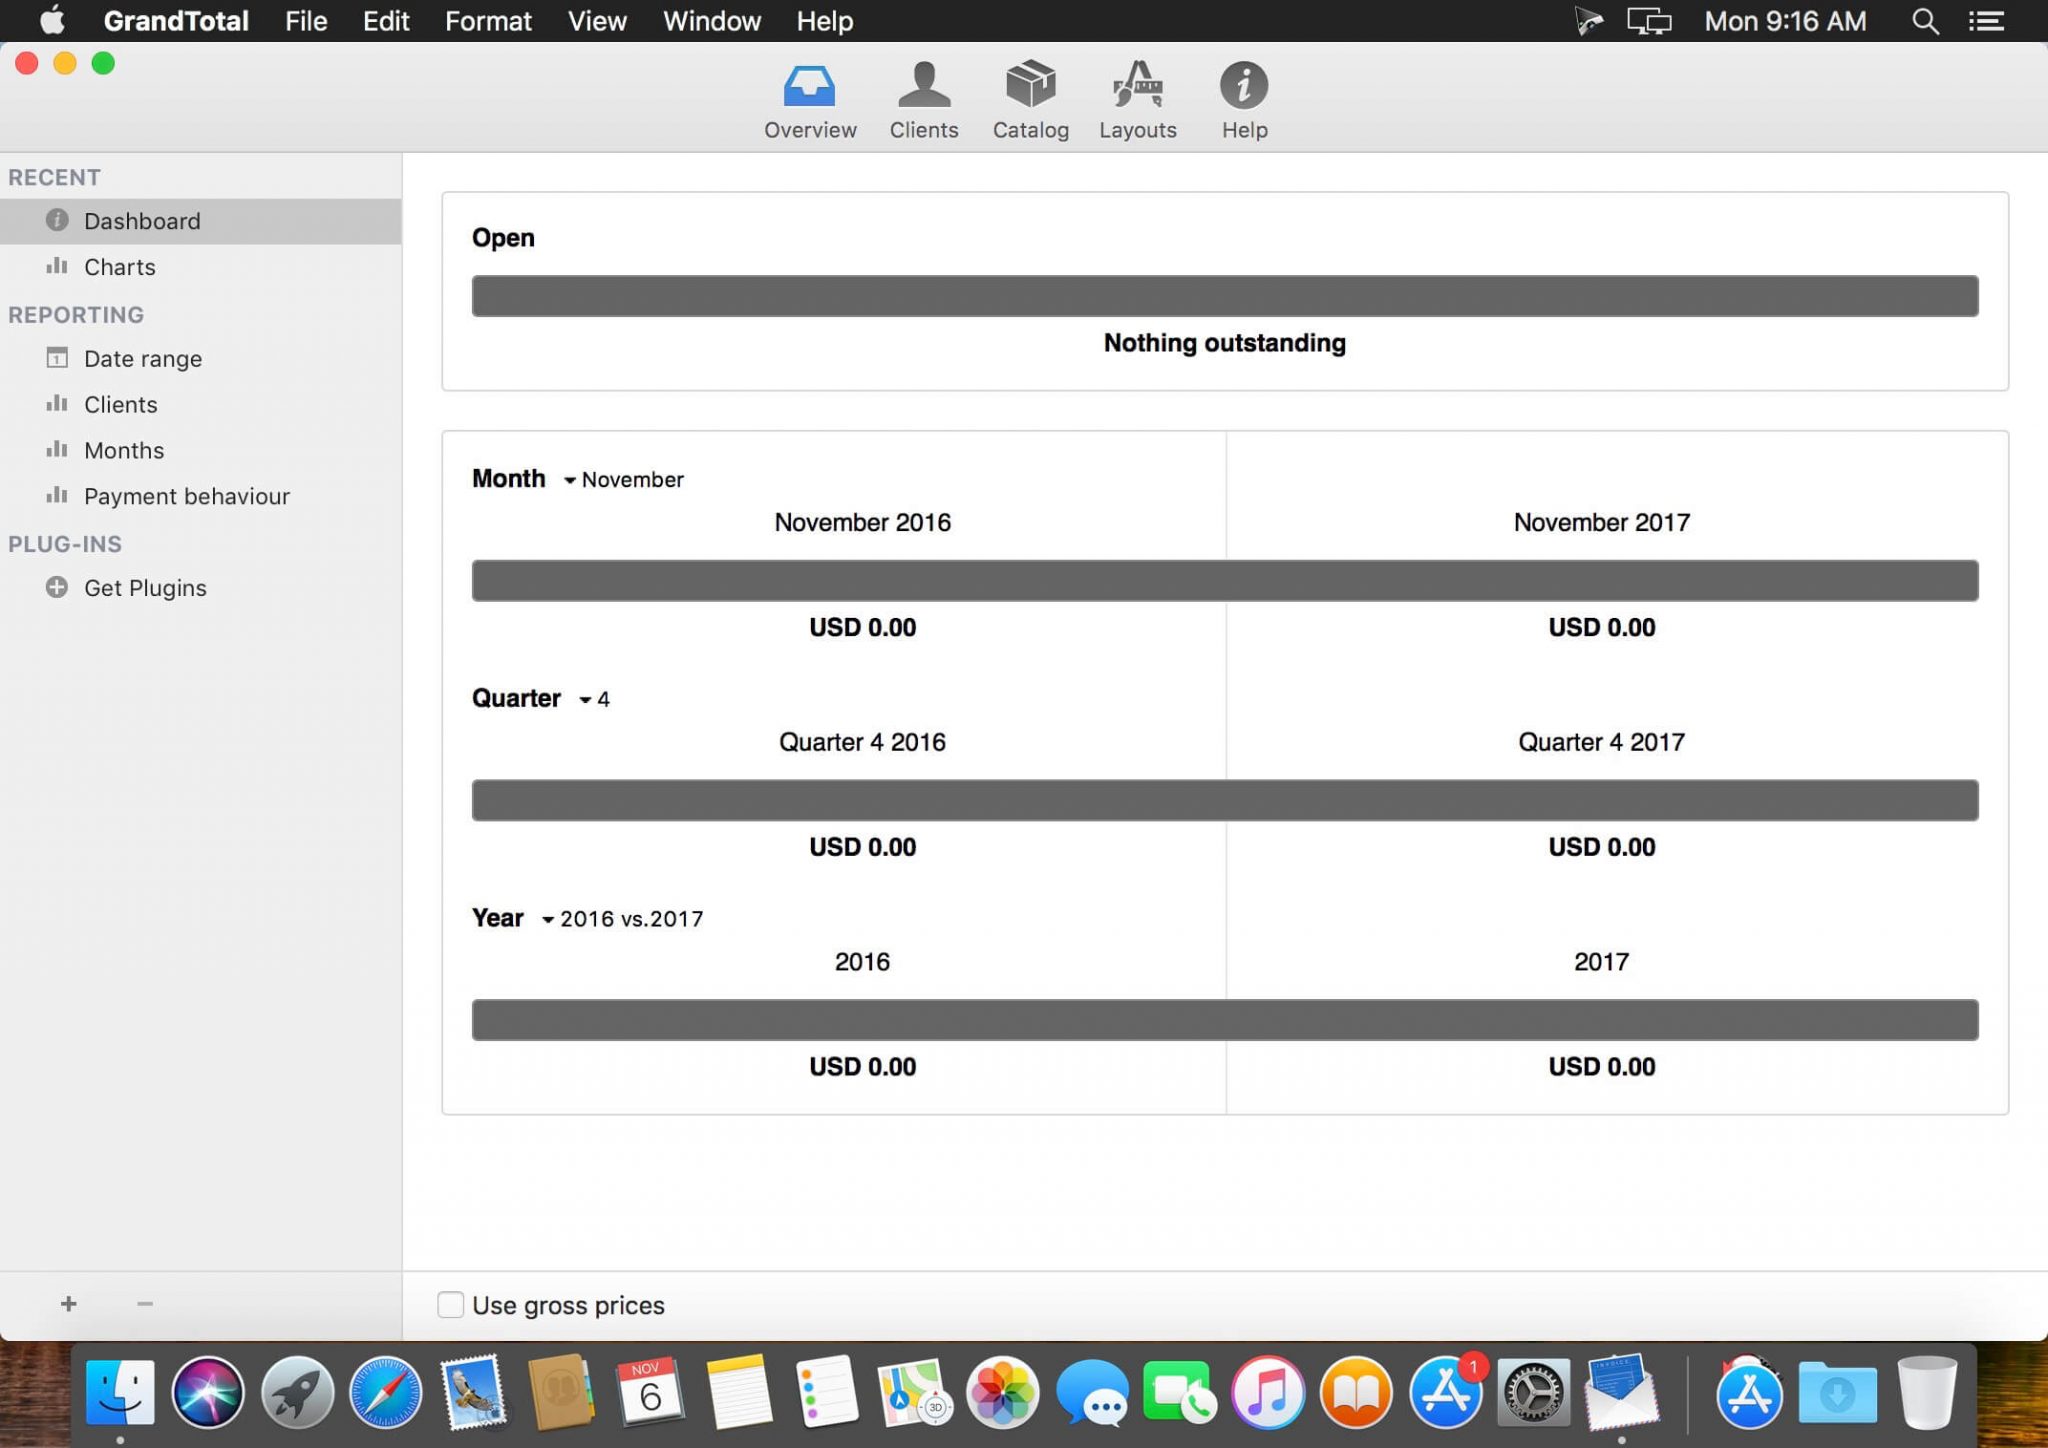 GrandTotal File Edit Format View Window Help Mon 9:16 AM
Overview Clients Catalog Layouts Help
RECENT
Dashboard
Charts
REPORTING
1 Date range
Clients
Months
Payment behaviour
PLUG-INS
Get Plugins
Open
Nothing outstanding
Month November
November 2016 November 2017
USD 0.00 USD 0.00
Quarter 4
Quarter 4 2016 Quarter 4 2017
USD 0.00 USD 0.00
Year 2016 vs.2017
2016 2017
USD 0.00 USD 0.00
+ −
Use gross prices
NOV
6
3D
1
INVOICE